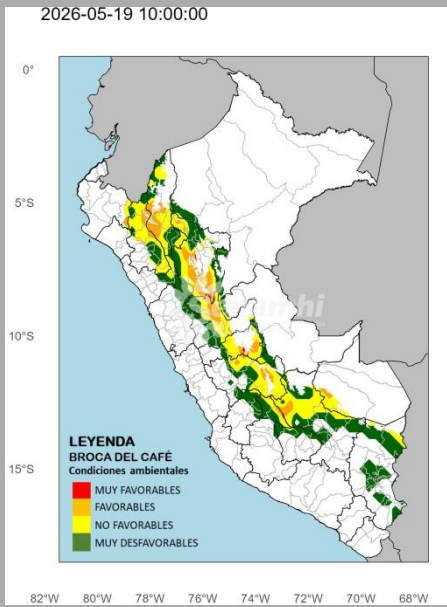 2026-05-19 10:00:00
0°
5°S
10°S
15°S
senamhi
LEYENDA
BROCA DEL CAFÉ
Condiciones ambientales
MUY FAVORABLES
FAVORABLES
NO FAVORABLES
MUY DESFAVORABLES
82°W 80°W 78°W 76°W 74°W 72°W 70°W 68°W